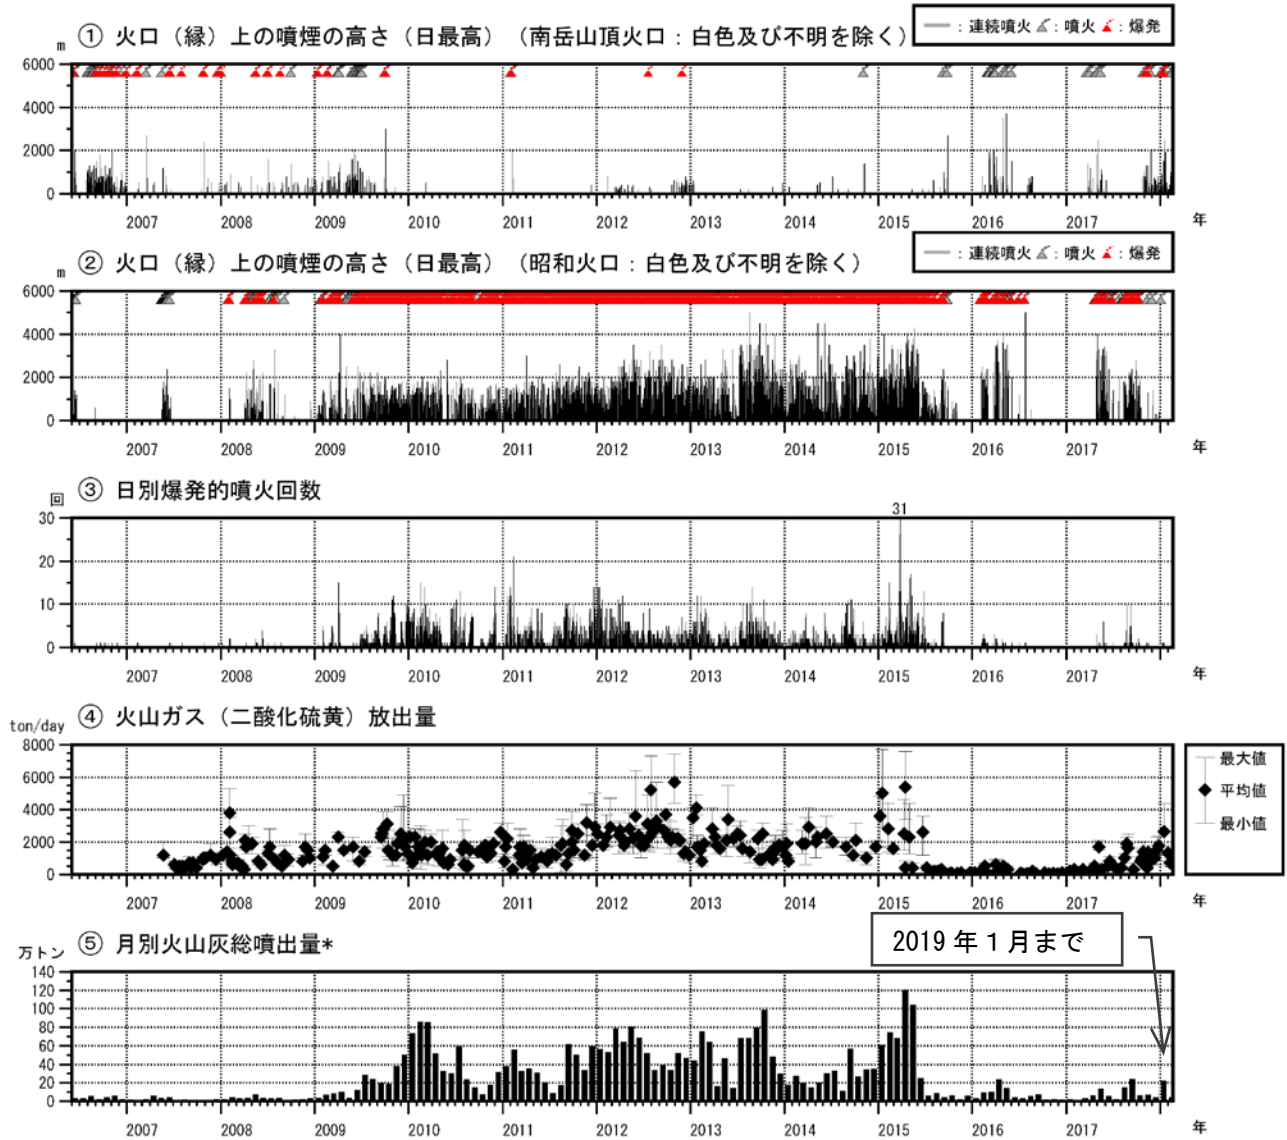 m ① 火口（縁）上の噴煙の高さ（日最高）（南岳山頂火口：白色及び不明を除く）
：連続噴火 ：噴火 ：爆発
6000
4000
2000
0
2007 2008 2009 2010 2011 2012 2013 2014 2015 2016 2017 年
m ② 火口（縁）上の噴煙の高さ（日最高）（昭和火口：白色及び不明を除く）
：連続噴火 ：噴火 ：爆発
6000
4000
2000
0
2007 2008 2009 2010 2011 2012 2013 2014 2015 2016 2017 年
回 ③ 日別爆発的噴火回数
31
30
20
10
0
2007 2008 2009 2010 2011 2012 2013 2014 2015 2016 2017 年
ton/day ④ 火山ガス（二酸化硫黄）放出量
8000
6000
4000
2000
0
最大値
平均値
最小値
2007 2008 2009 2010 2011 2012 2013 2014 2015 2016 2017 年
万トン ⑤ 月別火山灰総噴出量*
2019 年 1 月まで
140
120
100
80
60
40
20
0
2007 2008 2009 2010 2011 2012 2013 2014 2015 2016 2017 年